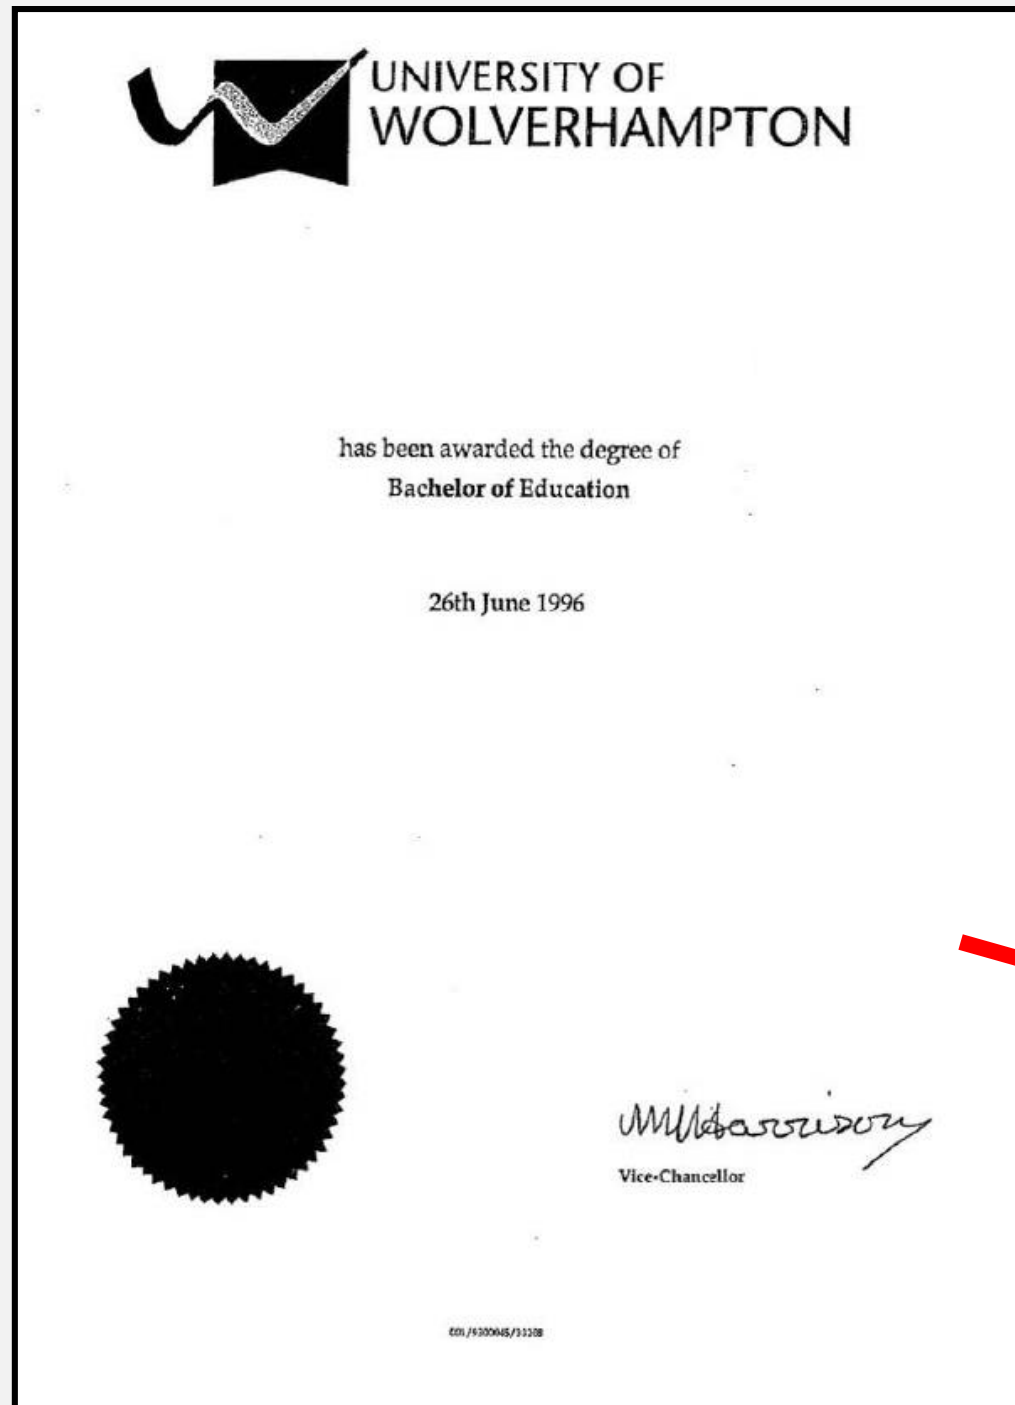 UNIVERSITY OF
WOLVERHAMPTON
has been awarded the degree of
Bachelor of Education
26th June 1996
Vice-Chancellor